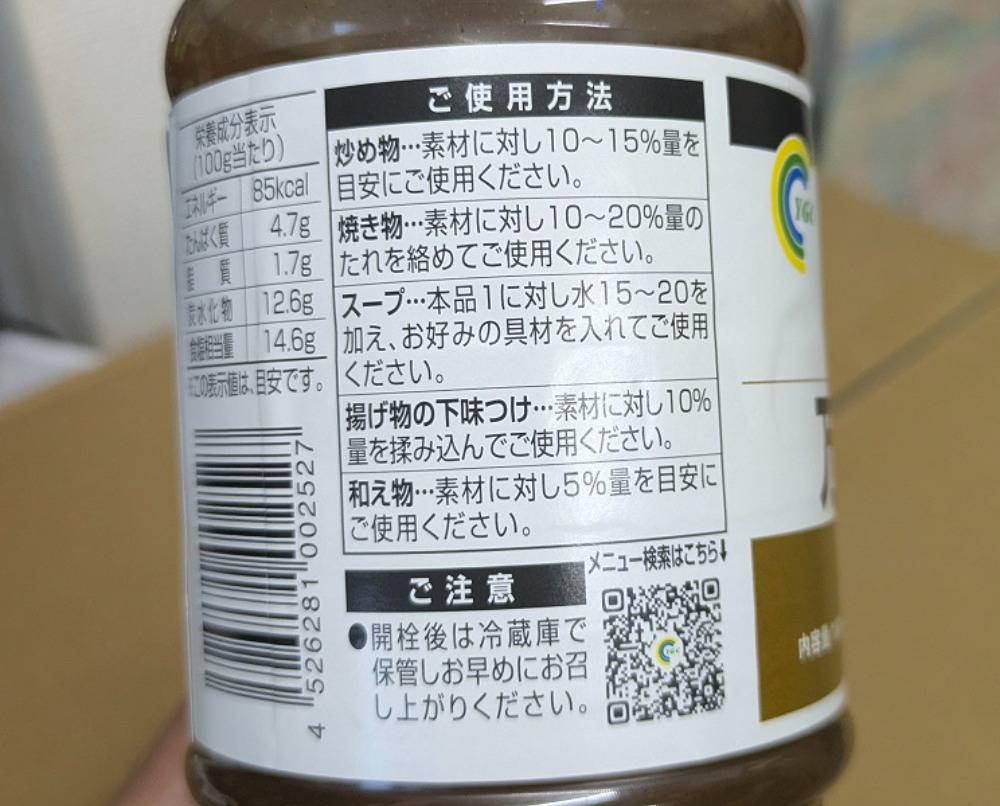 栄養成分表示
(100g当たり)
エネルギー 85kcal
たんぱく質 4.7g
脂質 1.7g
炭水化物 12.6g
食塩相当量 14.6g
※この表示値は、目安です。
4 526281 002527
ご使用方法
炒め物…素材に対し10～15%量を
目安にご使用ください。
焼き物…素材に対し10～20%量の
たれを絡めてご使用ください。
スープ…本品1に対し水15～20を
加え、お好みの具材を入れてご使用
ください。
揚げ物の下味つけ…素材に対し10%
量を揉み込んでご使用ください。
和え物…素材に対し5%量を目安に
ご使用ください。
メニュー検索はこちら↓
ご注意
●開栓後は冷蔵庫で
保管しお早めにお召
し上がりください。
YGC
内容量